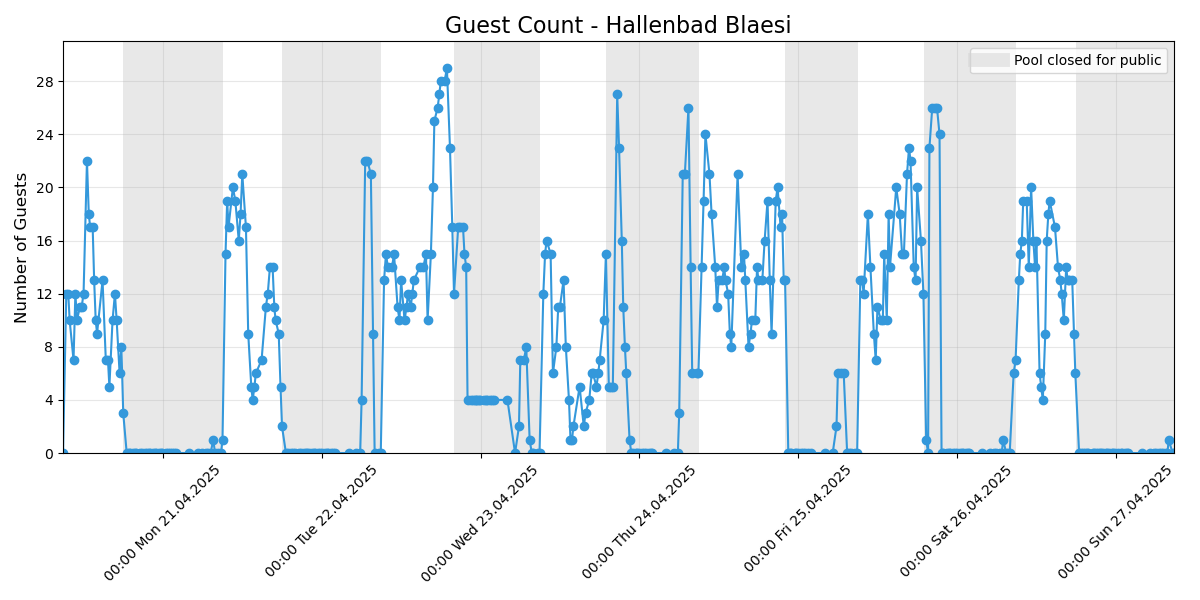 Guest Count - Hallenbad Blaesi
Pool closed for public
Number of Guests
28
24
20
16
12
8
4
0
00:00 Mon 21.04.2025
00:00 Tue 22.04.2025
00:00 Wed 23.04.2025
00:00 Thu 24.04.2025
00:00 Fri 25.04.2025
00:00 Sat 26.04.2025
00:00 Sun 27.04.2025